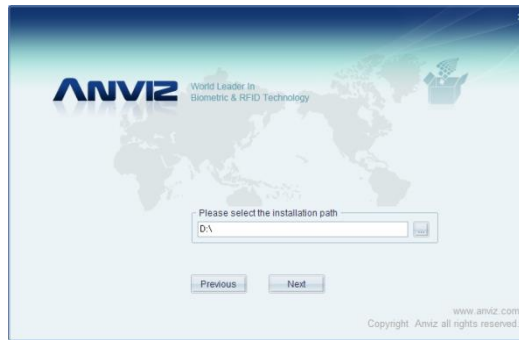 ANVIZ
World Leader In
Biometric & RFID Technology
Please select the installation path
D:\
...
Previous
Next
www.anviz.com
Copyright Anviz all rights reserved.